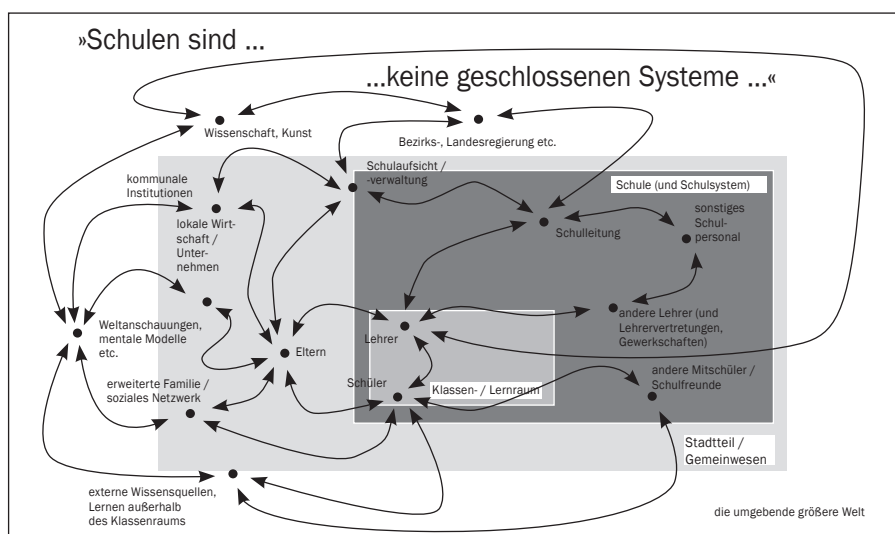 »Schulen sind ...
...keine geschlossenen Systeme ...«
Wissenschaft, Kunst
Bezirks-, Landesregierung etc.
kommunale
Institutionen
Schulaufsicht /
-verwaltung
Schule (und Schulsystem)
lokale Wirt-
schaft /
Unter-
nehmen
Schulleitung
sonstiges
Schul-
personal
Weltanschauungen,
mentale Modelle
etc.
Eltern
Lehrer
andere Lehrer (und
Lehrervertretungen,
Gewerkschaften)
erweiterte Familie /
soziales Netzwerk
Schüler
Klassen- / Lernraum
andere Mitschüler /
Schulfreunde
Stadtteil /
Gemeinwesen
externe Wissensquellen,
Lernen außerhalb
des Klassenraums
die umgebende größere Welt